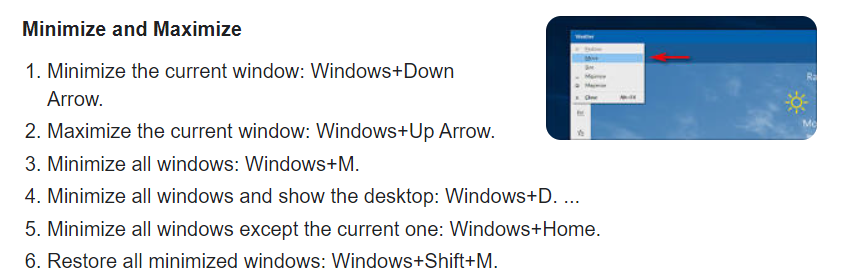 Minimize and Maximize
1. Minimize the current window: Windows+Down
Arrow.
2. Maximize the current window: Windows+Up Arrow.
3. Minimize all windows: Windows+M.
4. Minimize all windows and show the desktop: Windows+D. ...
5. Minimize all windows except the current one: Windows+Home.
6. Restore all minimized windows: Windows+Shift+M.
Weather
Move
Size
Minimize
Maximize
Close
Ra
Mo